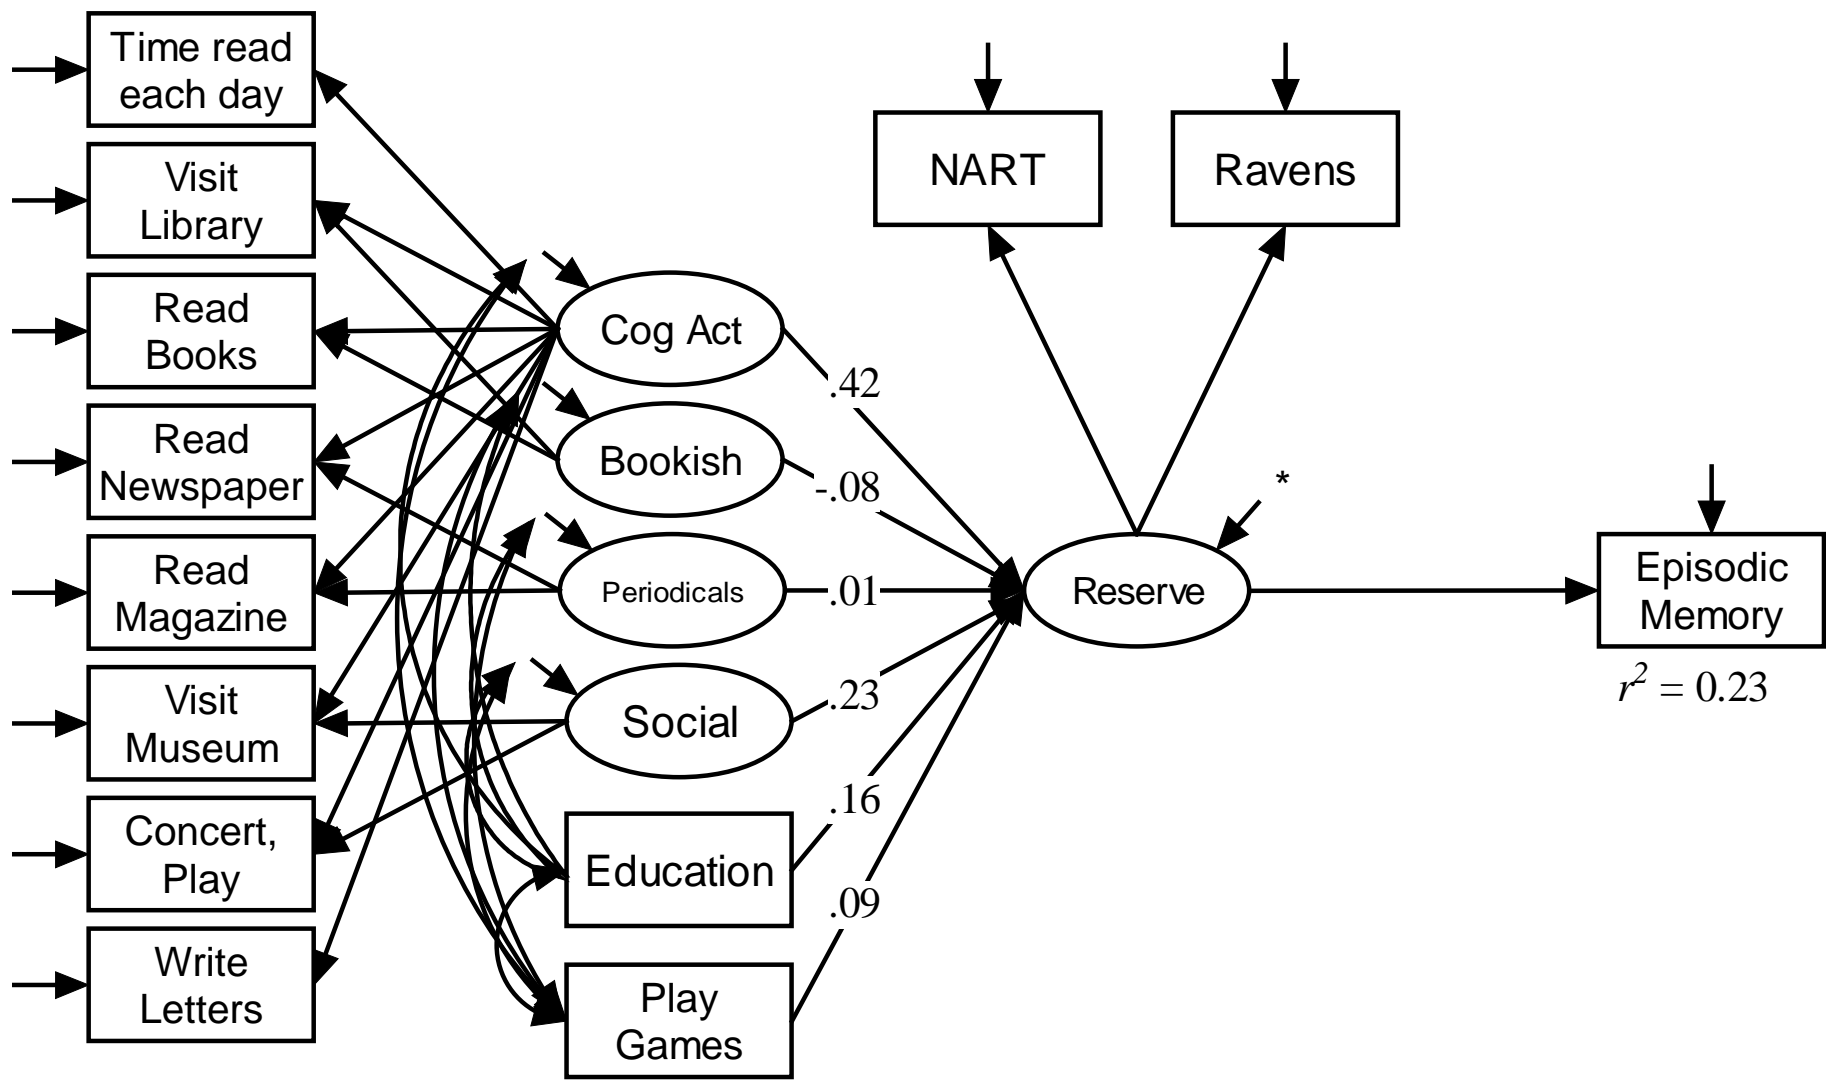 Time read
each day
Visit
Library
Read
Books
Read
Newspaper
Read
Magazine
Visit
Museum
Concert,
Play
Write
Letters
Cog Act
Bookish
Periodicals
Social
Education
Play
Games
.42
-.08
.01
.23
.16
.09
NART
Ravens
*
Reserve
Episodic
Memory
r² = 0.23